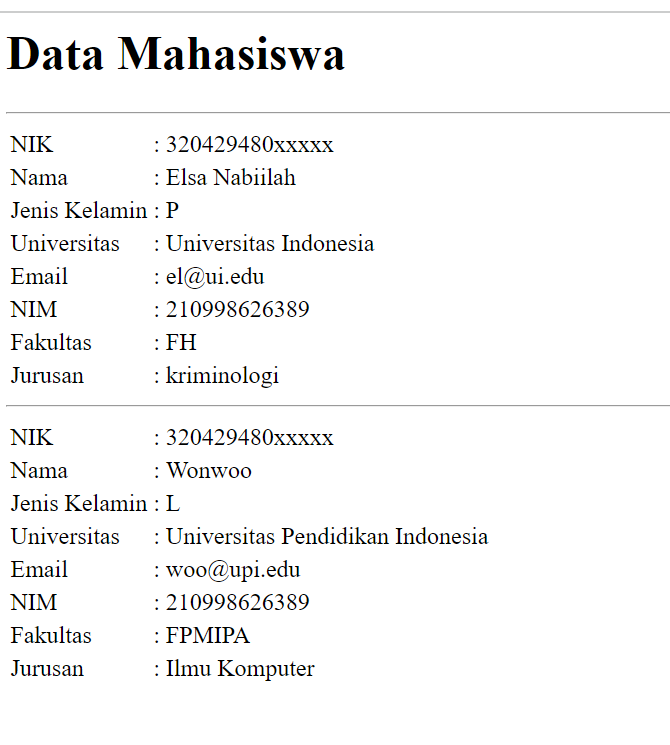 Data Mahasiswa
NIK : 320429480xxxxx
Nama : Elsa Nabiilah
Jenis Kelamin : P
Universitas : Universitas Indonesia
Email : el@ui.edu
NIM : 210998626389
Fakultas : FH
Jurusan : kriminologi
NIK : 320429480xxxxx
Nama : Wonwoo
Jenis Kelamin : L
Universitas : Universitas Pendidikan Indonesia
Email : woo@upi.edu
NIM : 210998626389
Fakultas : FPMIPA
Jurusan : Ilmu Komputer